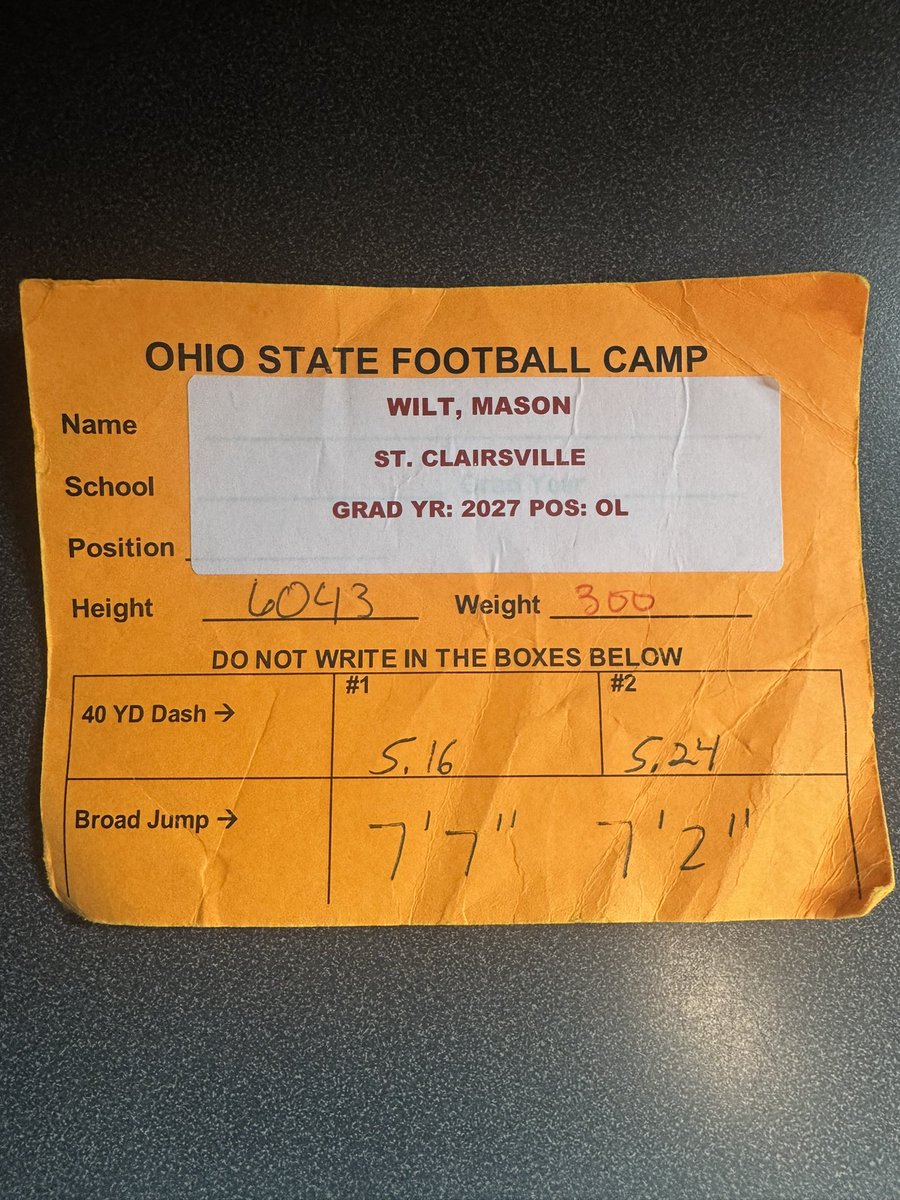 OHIO STATE FOOTBALL CAMP
Name WILT, MASON
School ST. CLAIRSVILLE
GRAD YR: 2027 POS: OL
Position
Height 6043 Weight 300
DO NOT WRITE IN THE BOXES BELOW
#1 #2
40 YD Dash → 5.16 5.24
Broad Jump → 7'7" 7'2"